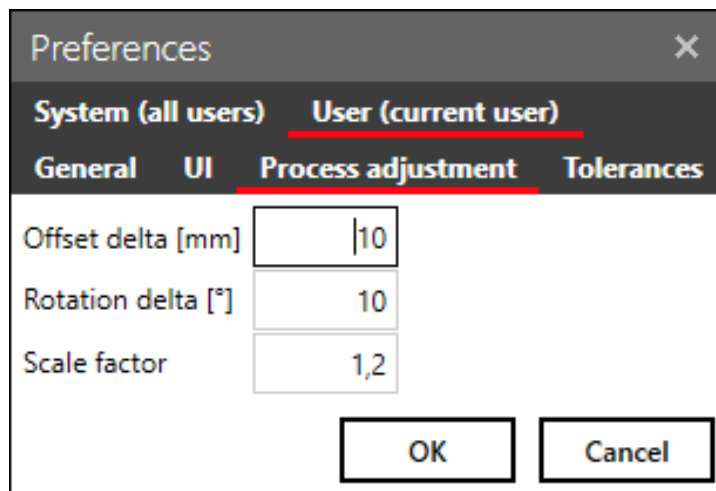 Preferences
System (all users) User (current user)
General UI Process adjustment Tolerances
Offset delta [mm] 10
Rotation delta [°] 10
Scale factor 1,2
OK Cancel